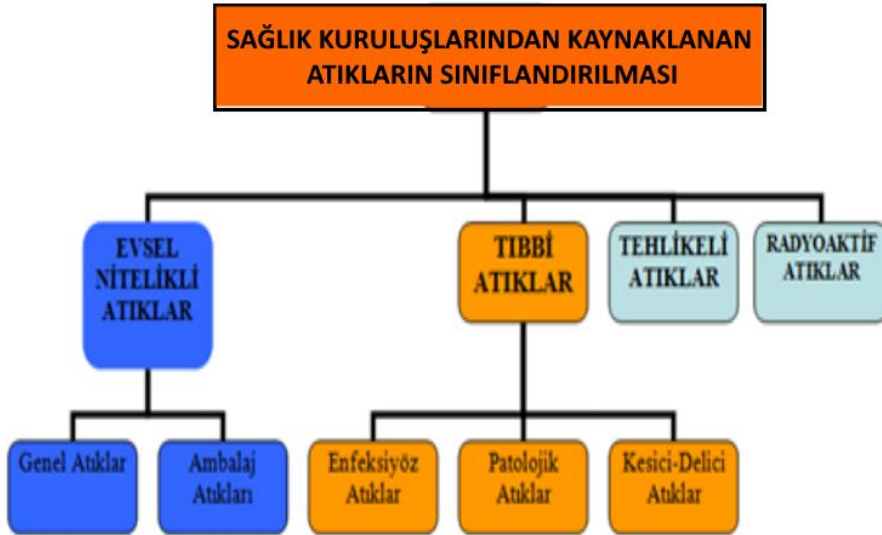 SAĞLIK KURULUŞLARINDAN KAYNAKLANAN
ATIKLARIN SINIFLANDIRILMASI
EVSEL
NİTELİKLİ
ATIKLAR
TIBBİ
ATIKLAR
TEHLİKELİ
ATIKLAR
RADYOAKTİF
ATIKLAR
Genel Atıklar
Ambalaj
Atıkları
Enfeksiyöz
Atıklar
Patolojik
Atıklar
Kesici-Delici
Atıklar